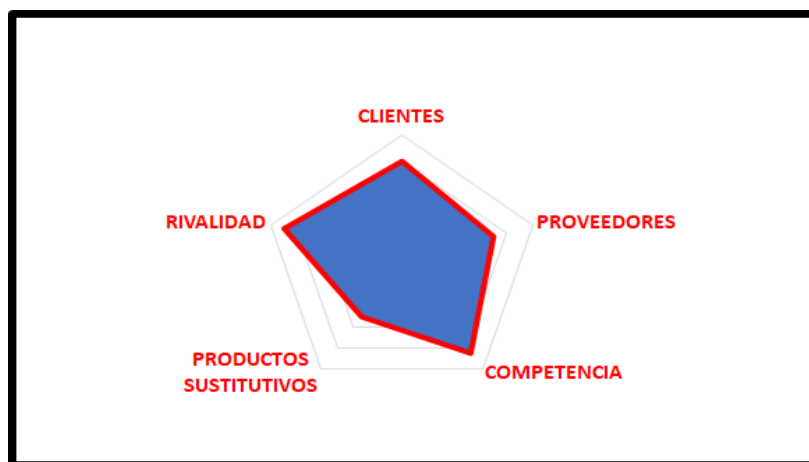 CLIENTES
RIVALIDAD
PROVEEDORES
PRODUCTOS
SUSTITUTIVOS
COMPETENCIA